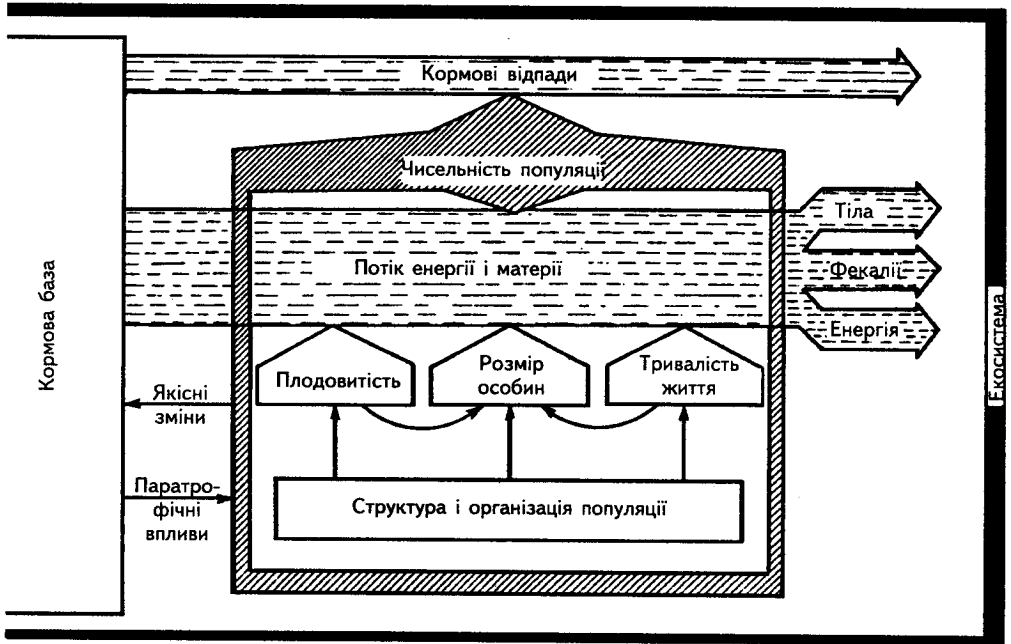 Кормові відпади
Чисельність популяції
Тіла
Потік енергії і матерії
Фекалії
Енергія
Кормова база
Екосистема
Плодовитість
Розмір
особин
Тривалість
життя
Якісні
зміни
Паратро-
фічні
впливи
Структура і організація популяції